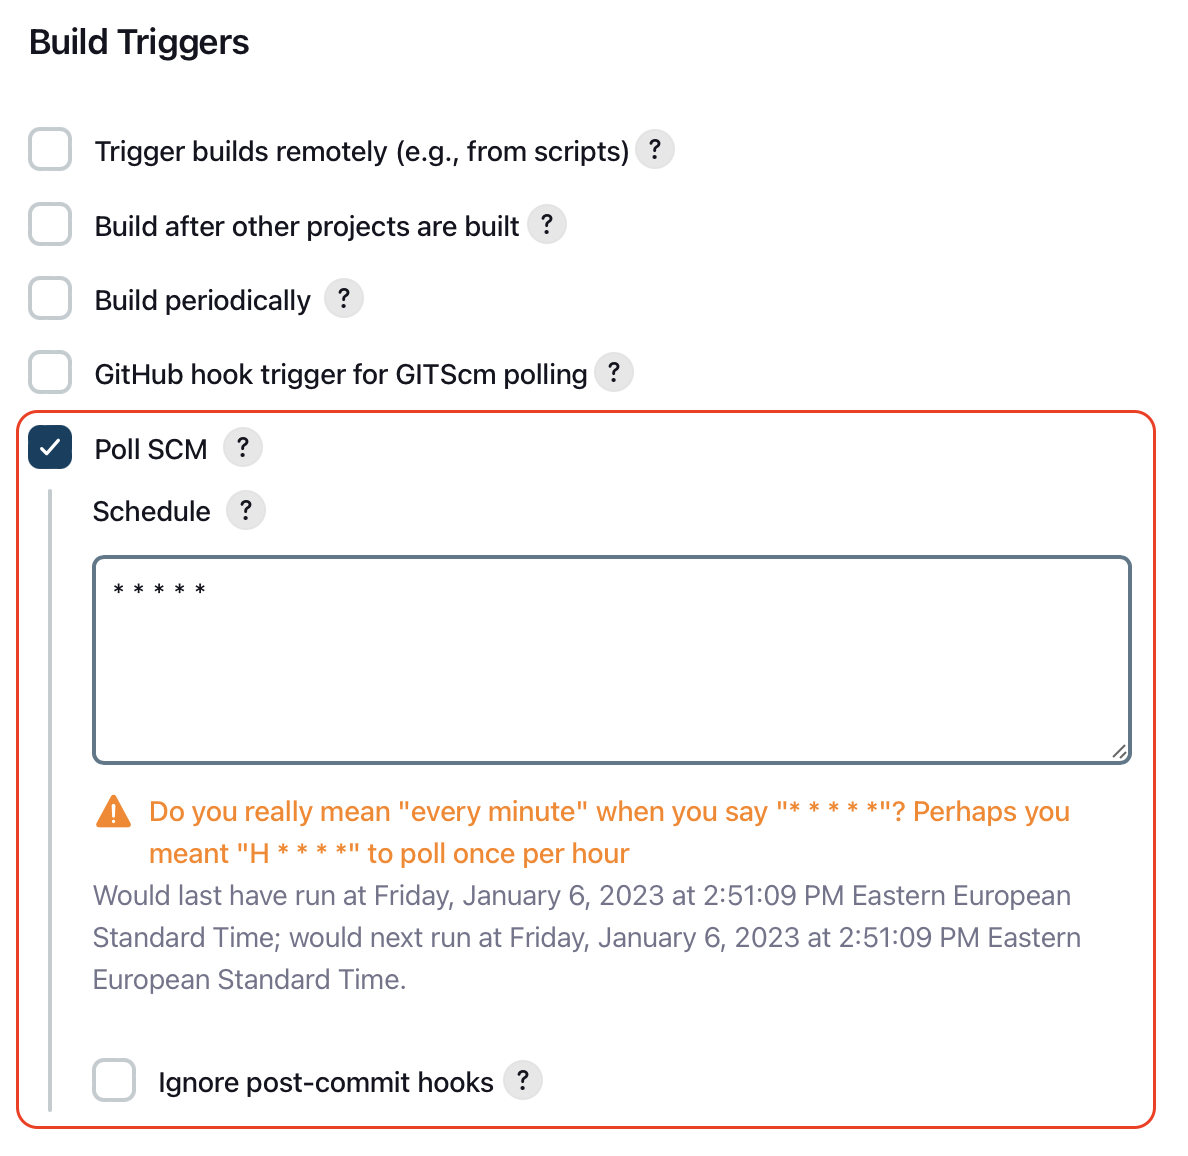 Build Triggers
Trigger builds remotely (e.g., from scripts) ?
Build after other projects are built ?
Build periodically ?
GitHub hook trigger for GITScm polling ?
Poll SCM ?
Schedule ?
* * * * *
Do you really mean "every minute" when you say "* * * * *"? Perhaps you
meant "H * * * *" to poll once per hour
Would last have run at Friday, January 6, 2023 at 2:51:09 PM Eastern European
Standard Time; would next run at Friday, January 6, 2023 at 2:51:09 PM Eastern
European Standard Time.
Ignore post-commit hooks ?